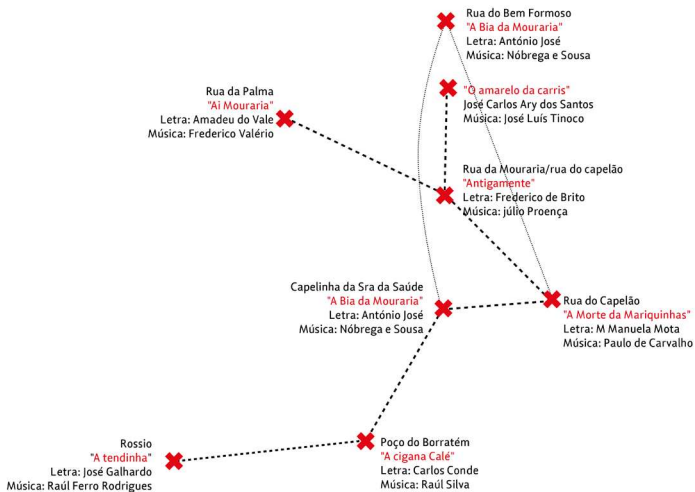 Rua do Bem Formoso
"A Bia da Mouraria"
Letra: António José
Música: Nóbrega e Sousa
"O amarelo da carris"
José Carlos Ary dos Santos
Música: José Luís Tinoco
Rua da Palma
"Ai Mouraria"
Letra: Amadeu do Vale
Música: Frederico Valério
Rua da Mouraria/rua do capelão
"Antigamente"
Letra: Frederico de Brito
Música: júlio Proença
Capelinha da Sra da Saúde
"A Bia da Mouraria"
Letra: António José
Música: Nóbrega e Sousa
Rua do Capelão
"A Morte da Mariquinhas"
Letra: M Manuela Mota
Música: Paulo de Carvalho
Rossio
"A tendinha"
Letra: José Galhardo
Música: Raúl Ferro Rodrigues
Poço do Borratém
"A cigana Calé"
Letra: Carlos Conde
Música: Raúl Silva